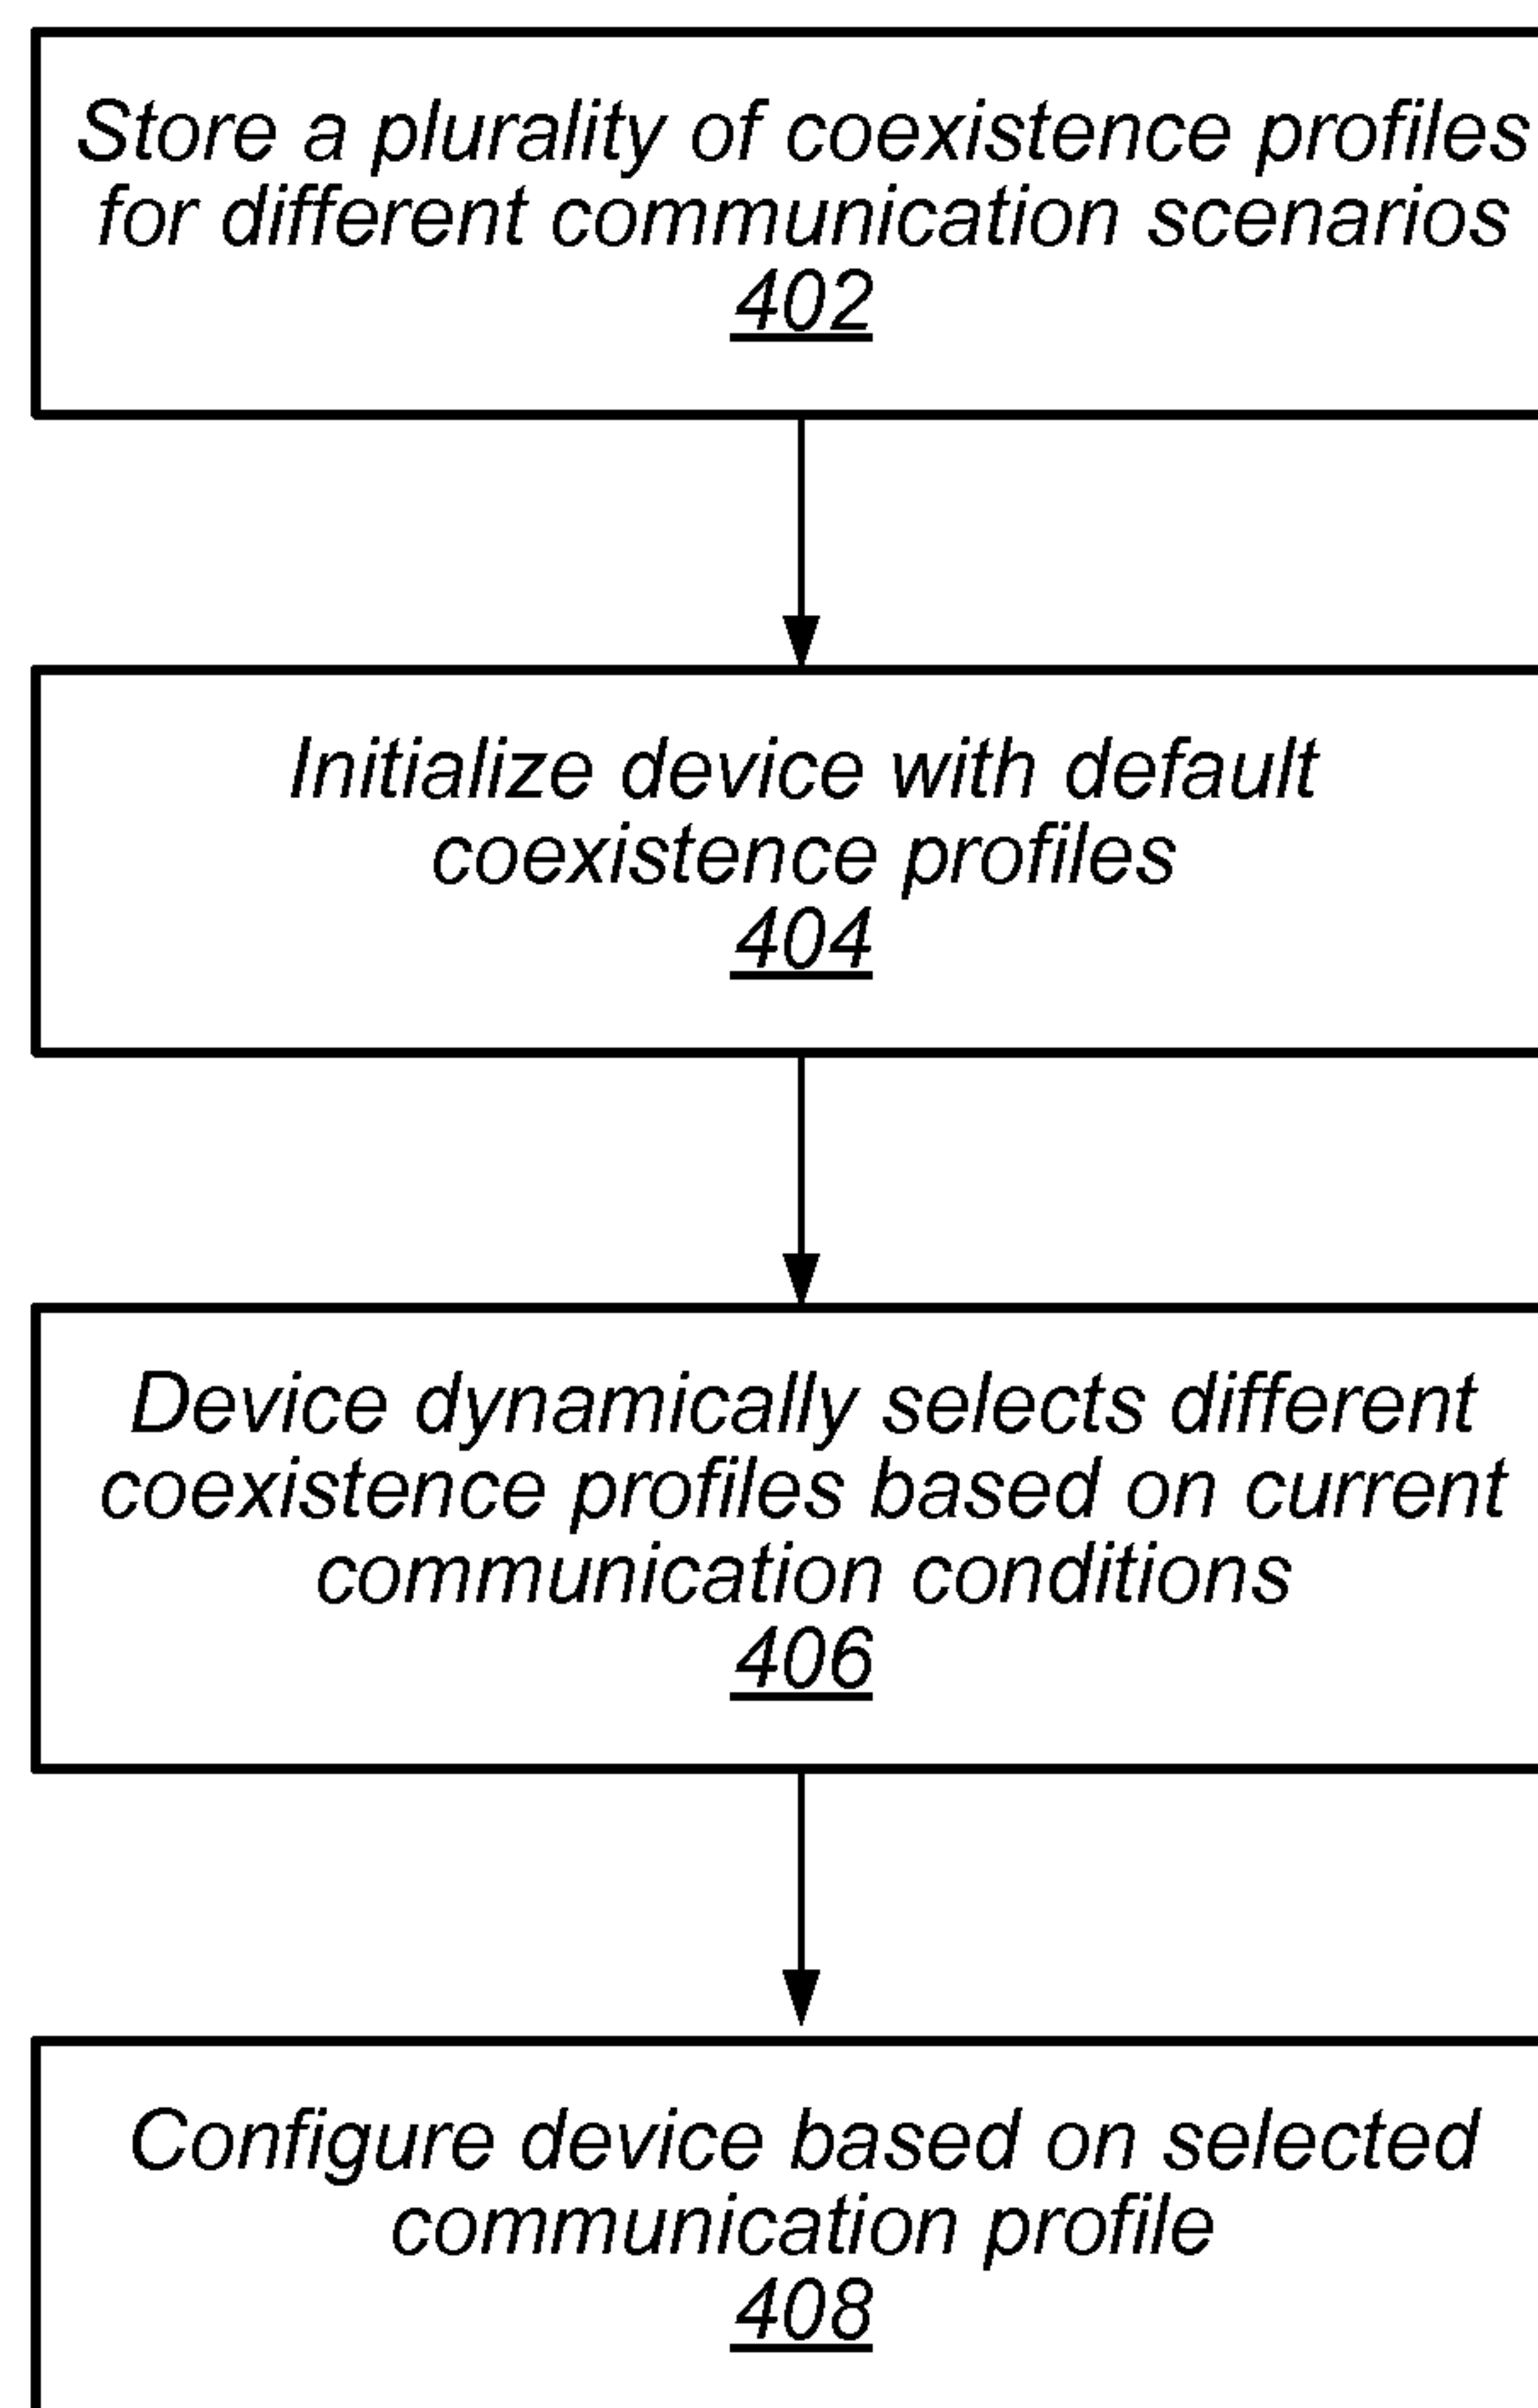 Store a plurality of coexistence profiles
for different communication scenarios
402
Initialize device with default
coexistence profiles
404
Device dynamically selects different
coexistence profiles based on current
communication conditions
406
Configure device based on selected
communication profile
408